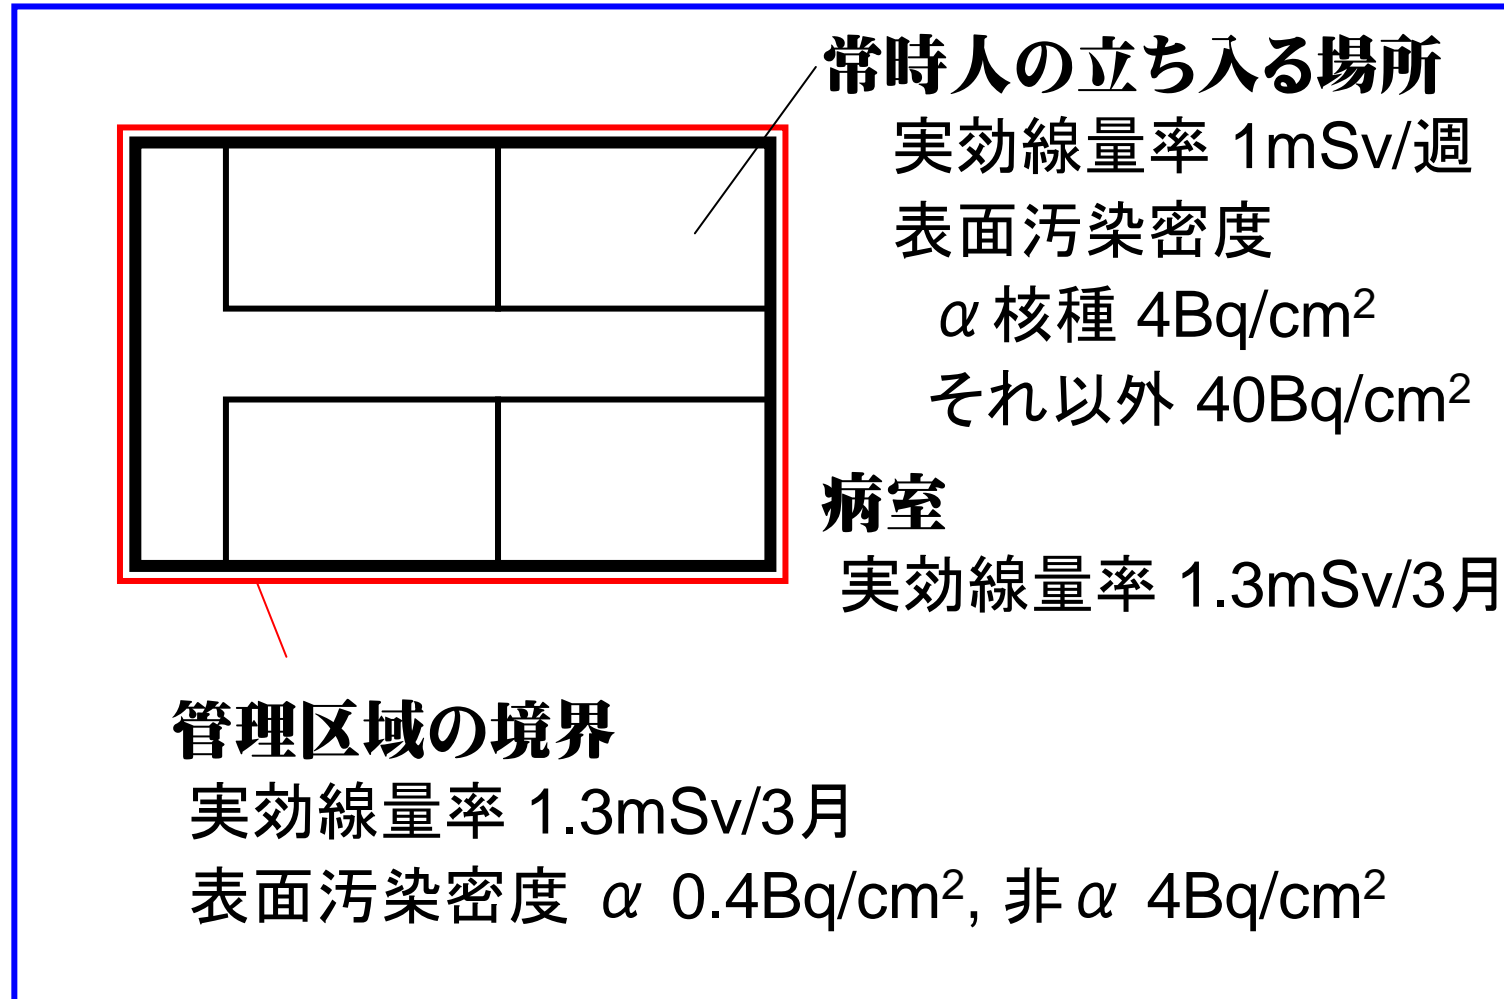 常時人の立ち入る場所
実効線量率 1mSv/週
表面汚染密度
α核種 4Bq/cm²
それ以外 40Bq/cm²
病室
実効線量率 1.3mSv/3月
管理区域の境界
実効線量率 1.3mSv/3月
表面汚染密度 α 0.4Bq/cm², 非α 4Bq/cm²